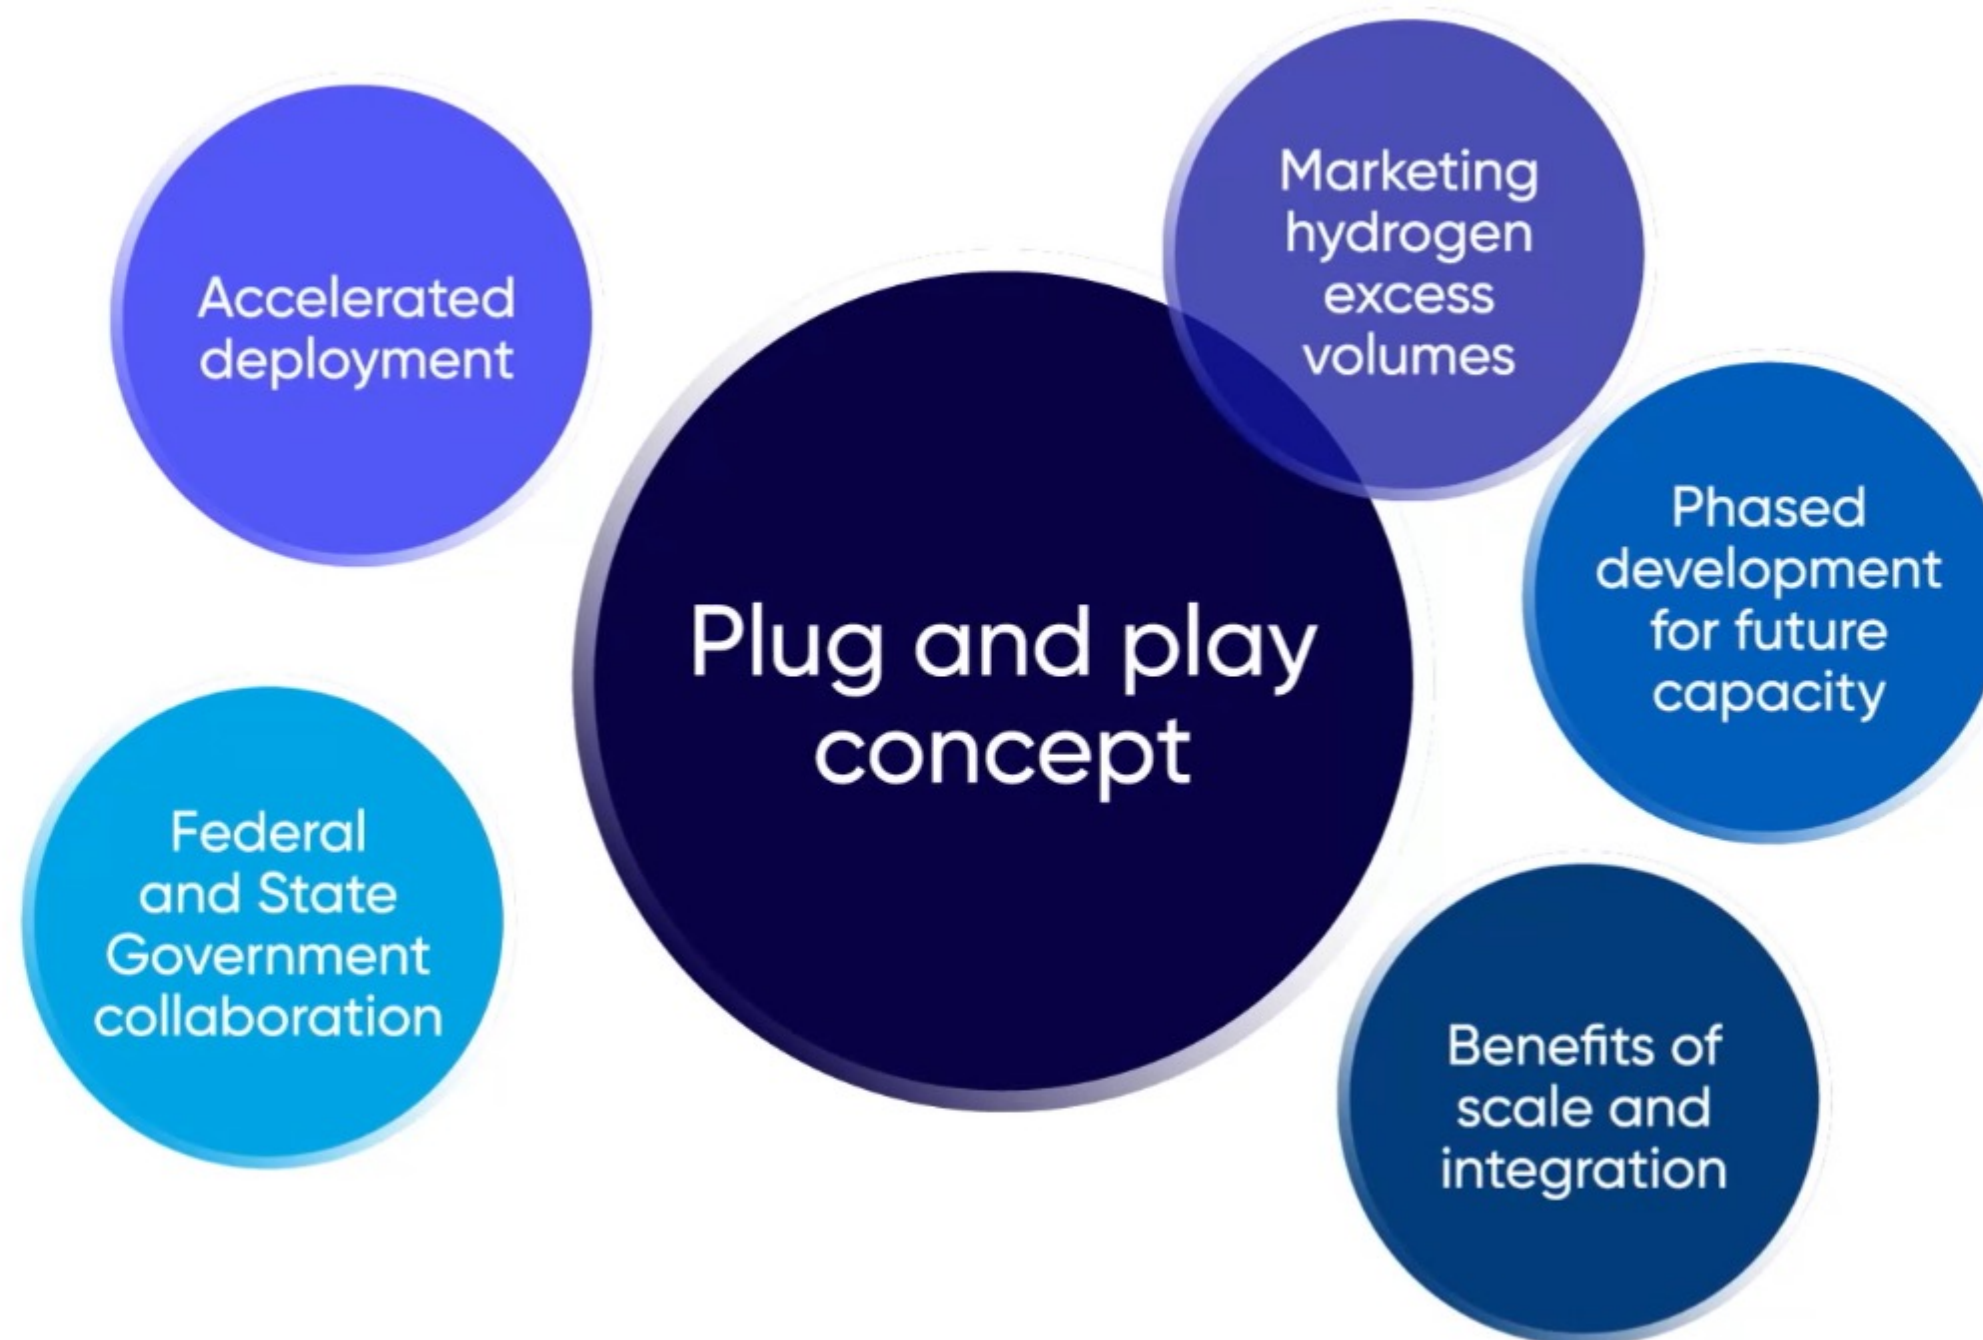 Accelerated
deployment
Marketing
hydrogen
excess
volumes
Phased
development
for future
capacity
Plug and play
concept
Federal
and State
Government
collaboration
Benefits of
scale and
integration